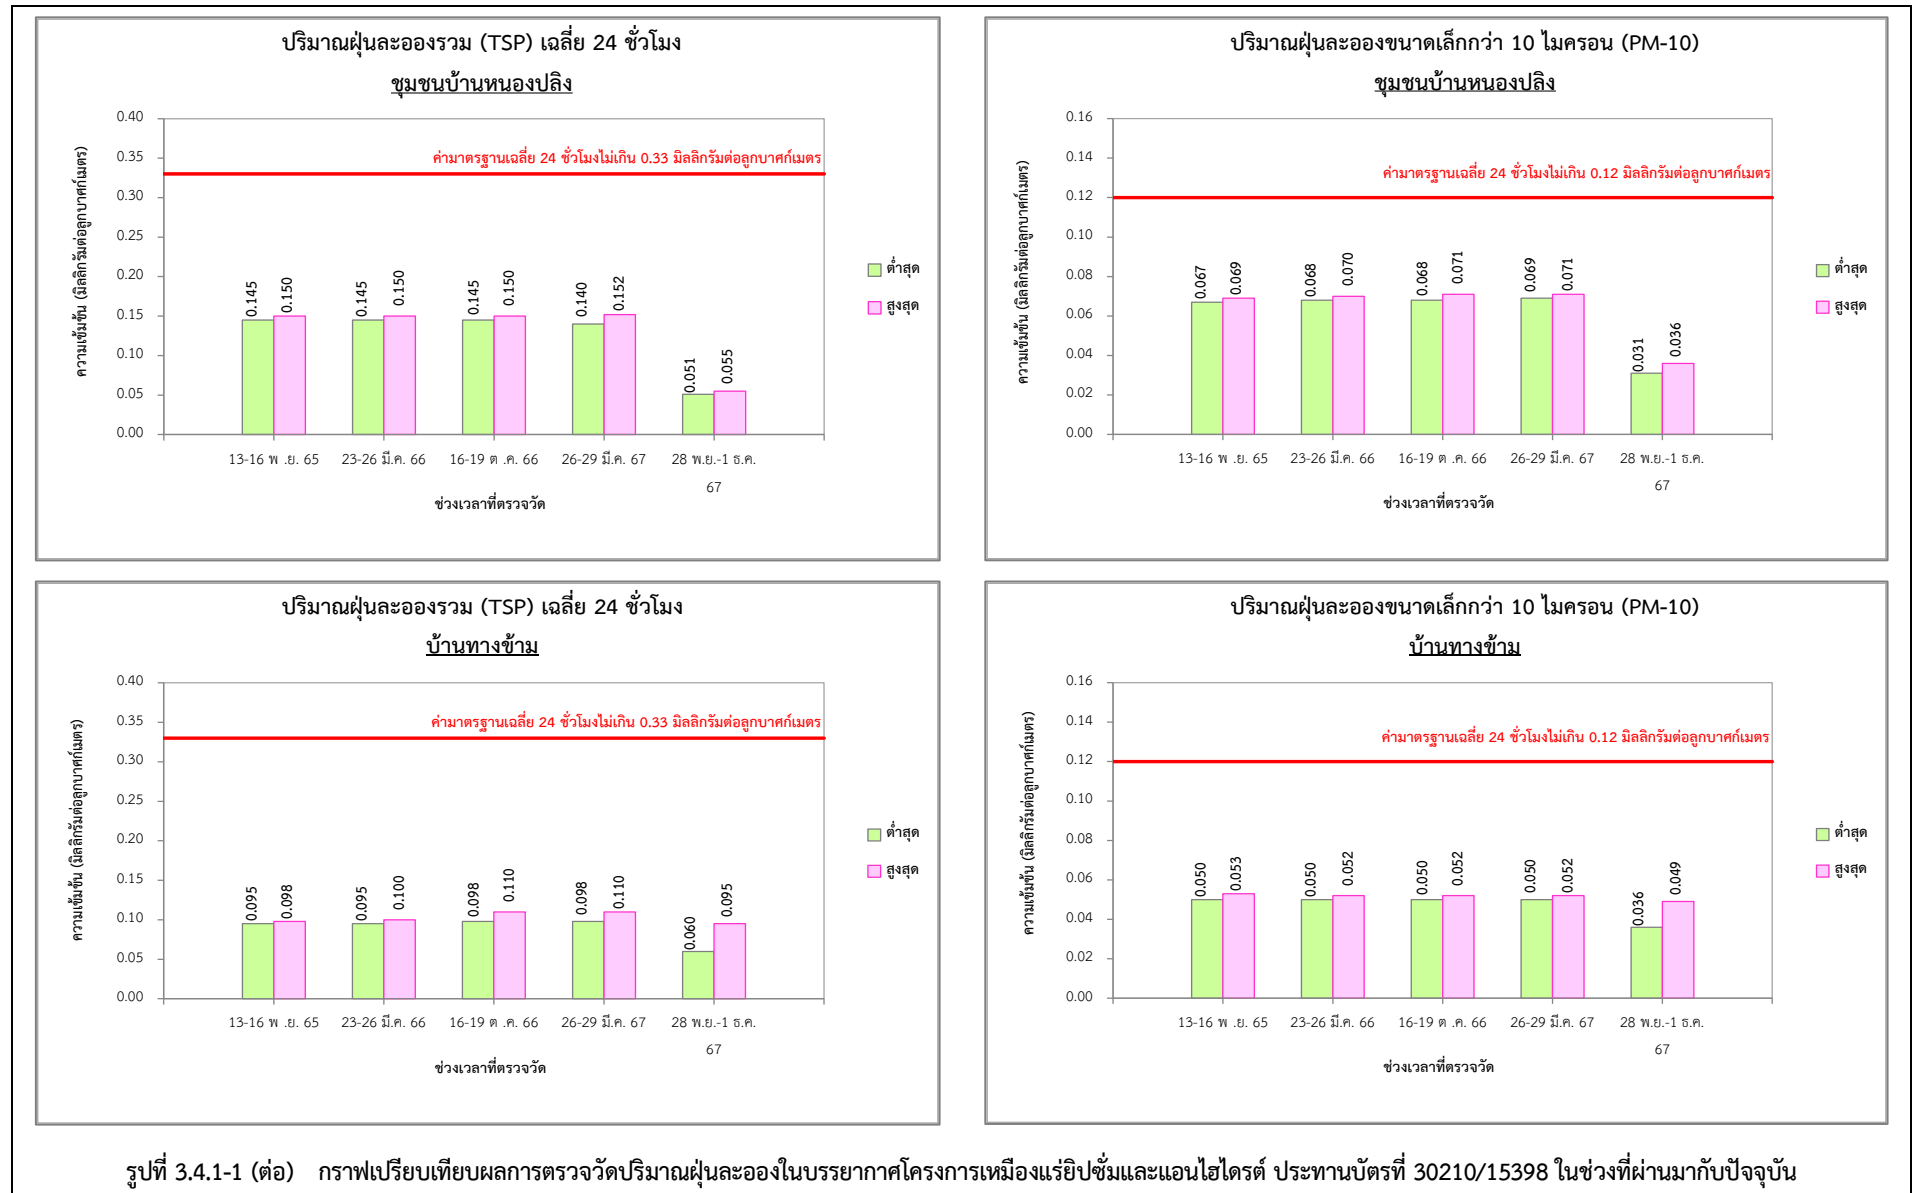 ปริมาณฝุ่นละอองรวม (TSP) เฉลี่ย 24 ชั่วโมง
ชุมชนบ้านหนองปลิง
ความเข้มข้น (มิลลิกรัมต่อลูกบาศก์เมตร)
0.40
0.35
0.30
0.25
0.20
0.15
0.10
0.05
0.00
ค่ามาตรฐานเฉลี่ย 24 ชั่วโมงไม่เกิน 0.33 มิลลิกรัมต่อลูกบาศก์เมตร
0.145 0.150 0.145 0.150 0.145 0.150 0.140 0.152 0.051 0.055
ต่ำสุด
สูงสุด
13-16 พ .ย. 65 23-26 มี.ค. 66 16-19 ต .ค. 66 26-29 มี.ค. 67 28 พ.ย.-1 ธ.ค.
67
ช่วงเวลาที่ตรวจวัด
ปริมาณฝุ่นละอองขนาดเล็กกว่า 10 ไมครอน (PM-10)
ชุมชนบ้านหนองปลิง
ความเข้มข้น (มิลลิกรัมต่อลูกบาศก์เมตร)
0.16
0.14
0.12
0.10
0.08
0.06
0.04
0.02
0.00
ค่ามาตรฐานเฉลี่ย 24 ชั่วโมงไม่เกิน 0.12 มิลลิกรัมต่อลูกบาศก์เมตร
0.067 0.069 0.068 0.070 0.068 0.071 0.069 0.071 0.031 0.036
ต่ำสุด
สูงสุด
13-16 พ .ย. 65 23-26 มี.ค. 66 16-19 ต .ค. 66 26-29 มี.ค. 67 28 พ.ย.-1 ธ.ค.
67
ช่วงเวลาที่ตรวจวัด
ปริมาณฝุ่นละอองรวม (TSP) เฉลี่ย 24 ชั่วโมง
บ้านทางข้าม
ความเข้มข้น (มิลลิกรัมต่อลูกบาศก์เมตร)
0.40
0.35
0.30
0.25
0.20
0.15
0.10
0.05
0.00
ค่ามาตรฐานเฉลี่ย 24 ชั่วโมงไม่เกิน 0.33 มิลลิกรัมต่อลูกบาศก์เมตร
0.095 0.098 0.095 0.100 0.098 0.110 0.098 0.110 0.060 0.095
ต่ำสุด
สูงสุด
13-16 พ .ย. 65 23-26 มี.ค. 66 16-19 ต .ค. 66 26-29 มี.ค. 67 28 พ.ย.-1 ธ.ค.
67
ช่วงเวลาที่ตรวจวัด
ปริมาณฝุ่นละอองขนาดเล็กกว่า 10 ไมครอน (PM-10)
บ้านทางข้าม
ความเข้มข้น (มิลลิกรัมต่อลูกบาศก์เมตร)
0.16
0.14
0.12
0.10
0.08
0.06
0.04
0.02
0.00
ค่ามาตรฐานเฉลี่ย 24 ชั่วโมงไม่เกิน 0.12 มิลลิกรัมต่อลูกบาศก์เมตร
0.050 0.053 0.050 0.052 0.050 0.052 0.050 0.052 0.036 0.049
ต่ำสุด
สูงสุด
13-16 พ .ย. 65 23-26 มี.ค. 66 16-19 ต .ค. 66 26-29 มี.ค. 67 28 พ.ย.-1 ธ.ค.
67
ช่วงเวลาที่ตรวจวัด
รูปที่ 3.4.1-1 (ต่อ) กราฟเปรียบเทียบผลการตรวจวัดปริมาณฝุ่นละอองในบรรยากาศโครงการเหมืองแร่ยิปซั่มและแอนไฮไดรต์ ประทานบัตรที่ 30210/15398 ในช่วงที่ผ่านมากับปัจจุบัน